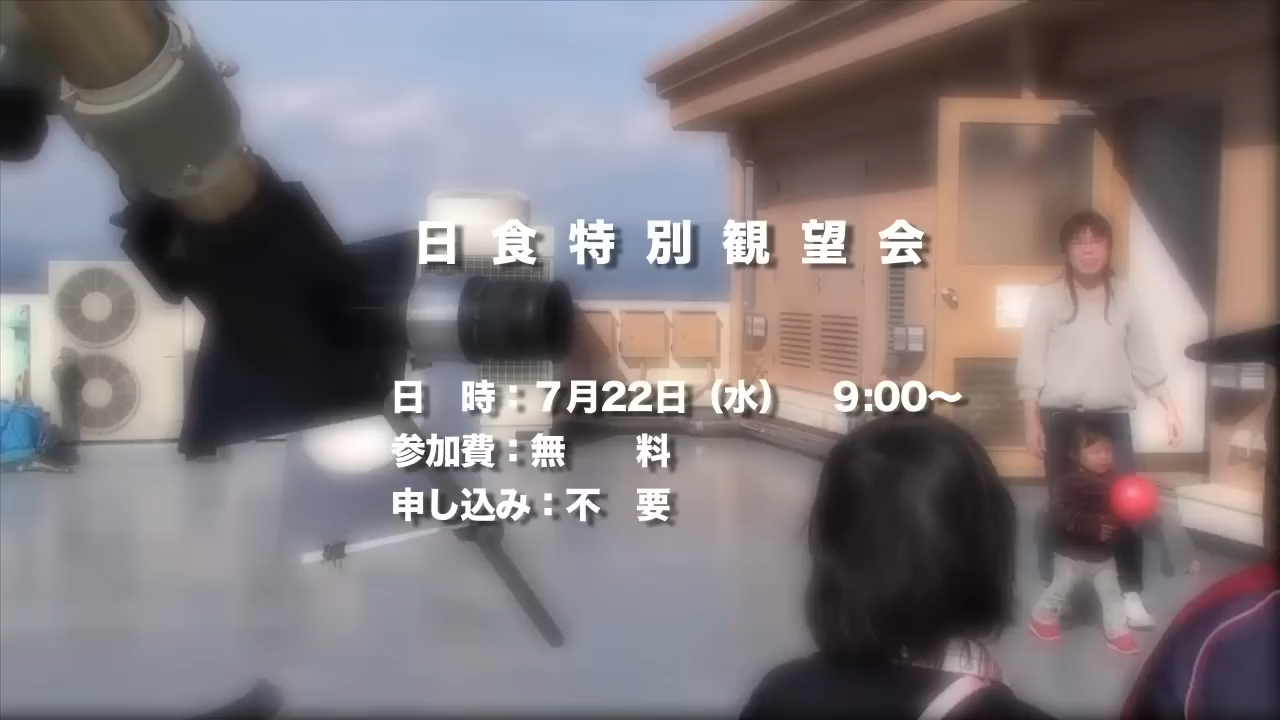 日食特別観望会
日　時：7月22日（水）　9:00〜
参加費：無　　料
申し込み：不　要